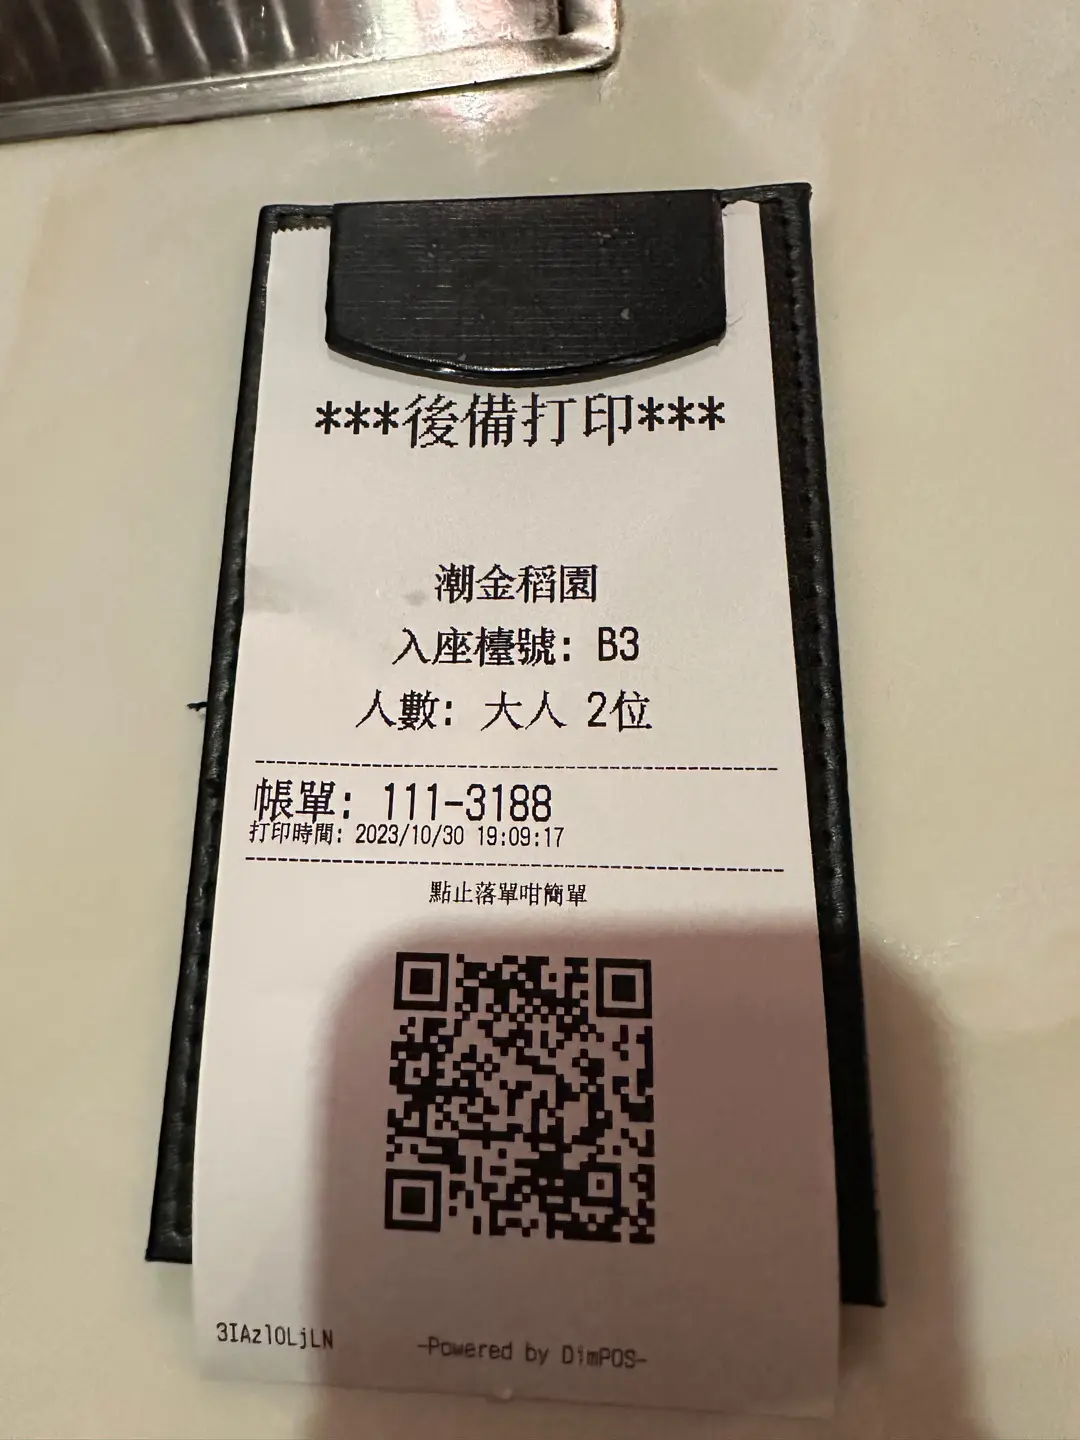 ***後備打印***
潮金稻園
入座檯號: B3
人數: 大人 2位
帳單: 111-3188
打印時間: 2023/10/30 19:09:17
點止落單咁簡單
3IAzlOLjLN
-Powered by DimPOS-